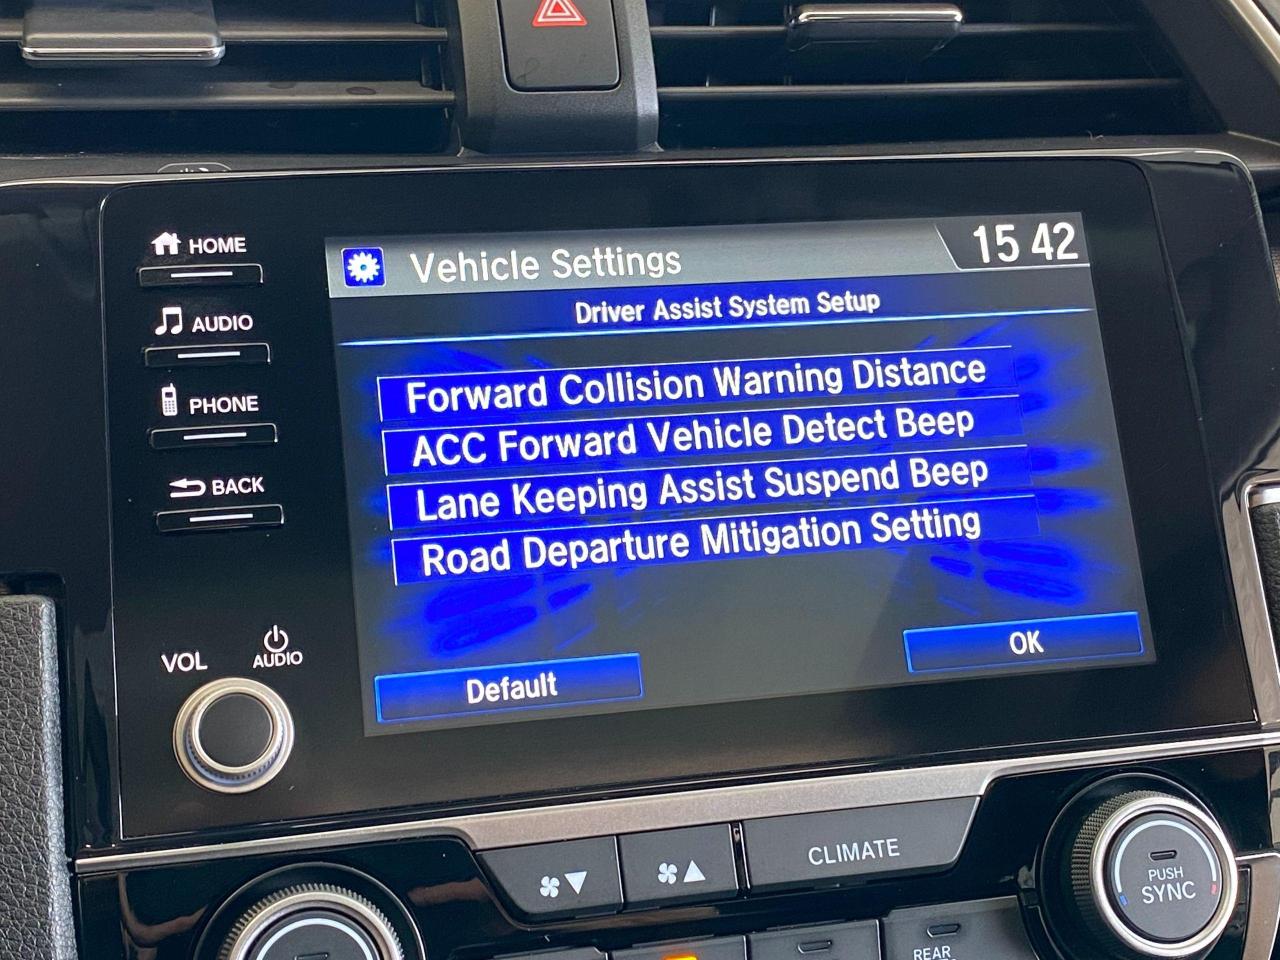 HOME
AUDIO
PHONE
BACK
VOL
AUDIO
Vehicle Settings
15 42
Driver Assist System Setup
Forward Collision Warning Distance
ACC Forward Vehicle Detect Beep
Lane Keeping Assist Suspend Beep
Road Departure Mitigation Setting
Default
OK
CLIMATE
PUSH
SYNC
REAR